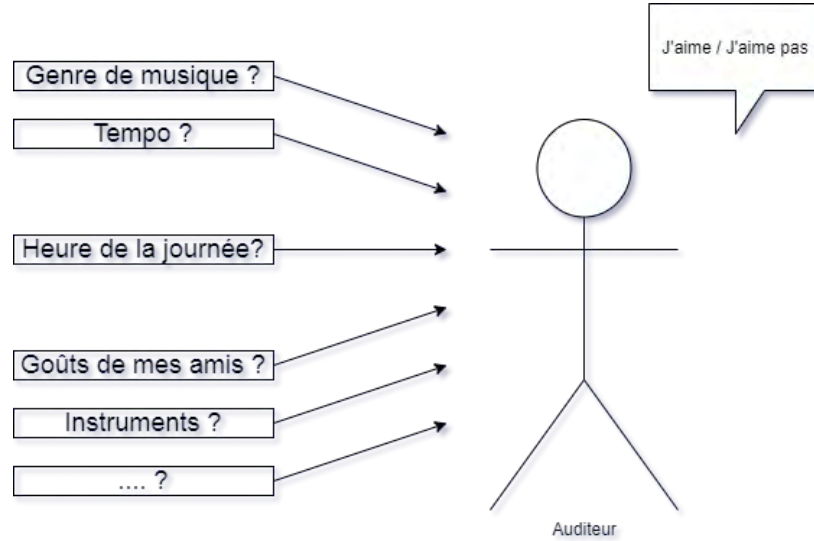 Genre de musique ?
Tempo ?
Heure de la journée?
Goûts de mes amis ?
Instruments ?
.... ?
J'aime / J'aime pas
Auditeur